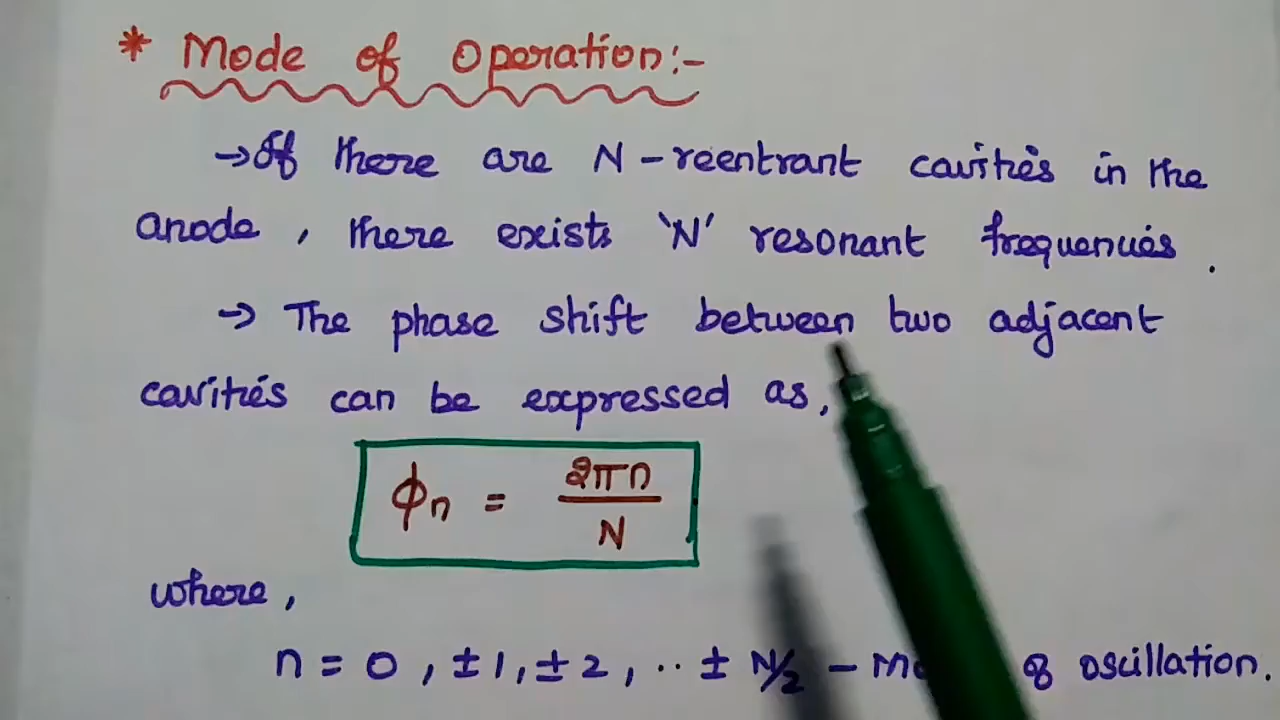 * Mode of Operation:-
→ If there are N-reentrant cavities in the
anode, there exists 'N' resonant frequencies.
→ The phase shift between two adjacent
cavities can be expressed as,
ϕn = 2πn/N
where,
n = 0, ±1, ±2, .. ± N/2 - of oscillation.